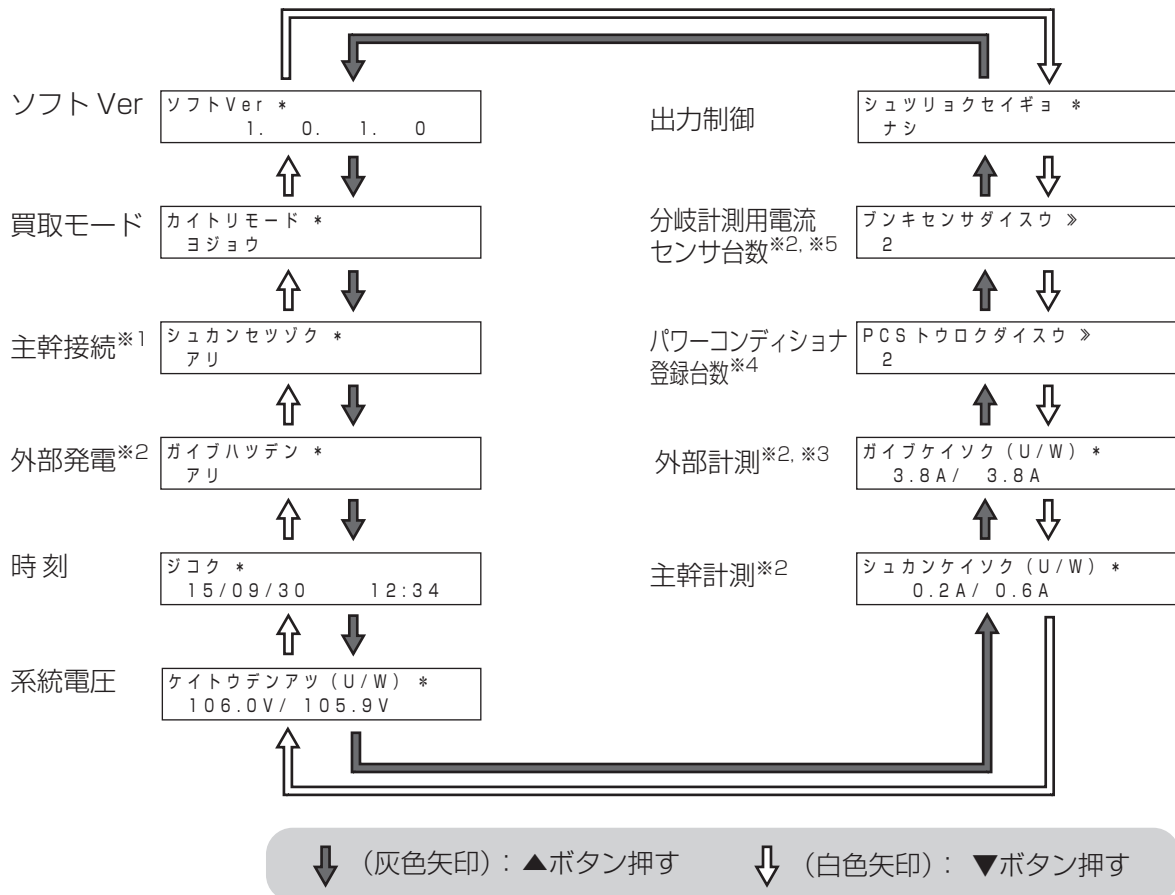 ソフト Ver
ソフトVer *
1. 0. 1. 0
買取モード
カイトリモード *
ヨジョウ
主幹接続※1
シュカンセツゾク *
アリ
外部発電※2
ガイブハツデン *
アリ
時刻
ジコク *
15/09/30 12:34
系統電圧
ケイトウデンアツ(U/W) *
106.0V/ 105.9V
出力制御
シュツリョクセイギョ *
ナシ
分岐計測用電流
センサ台数※2, ※5
ブンキセンサダイスウ 》
2
パワーコンディショナ
登録台数※4
PCSトウロクダイスウ 》
2
外部計測※2, ※3
ガイブケイソク(U/W) *
3.8A/ 3.8A
主幹計測※2
シュカンケイソク(U/W) *
0.2A/ 0.6A
(灰色矢印):▲ボタン押す (白色矢印):▼ボタン押す